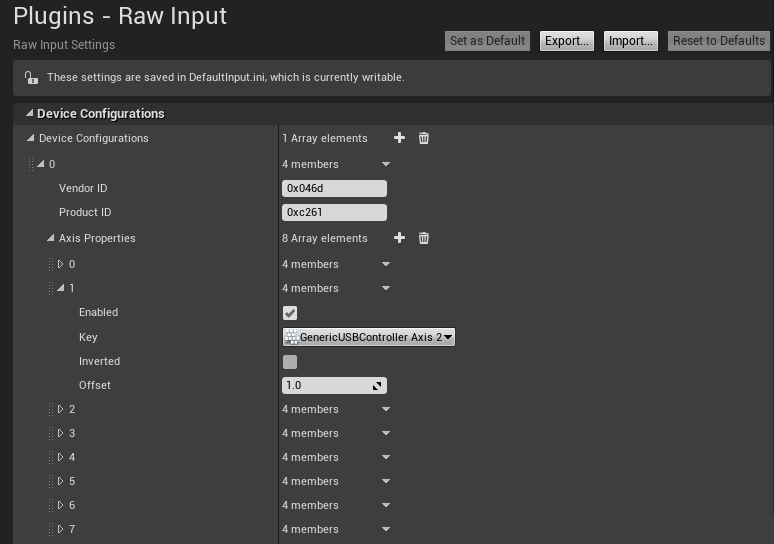 Plugins - Raw Input
Raw Input Settings
Set as Default Export... Import... Reset to Defaults
These settings are saved in DefaultInput.ini, which is currently writable.
Device Configurations
Device Configurations 1 Array elements
0 4 members
Vendor ID 0x046d
Product ID 0xc261
Axis Properties 8 Array elements
0 4 members
1 4 members
Enabled
Key GenericUSBController Axis 2
Inverted
Offset 1.0
2 4 members
3 4 members
4 4 members
5 4 members
6 4 members
7 4 members